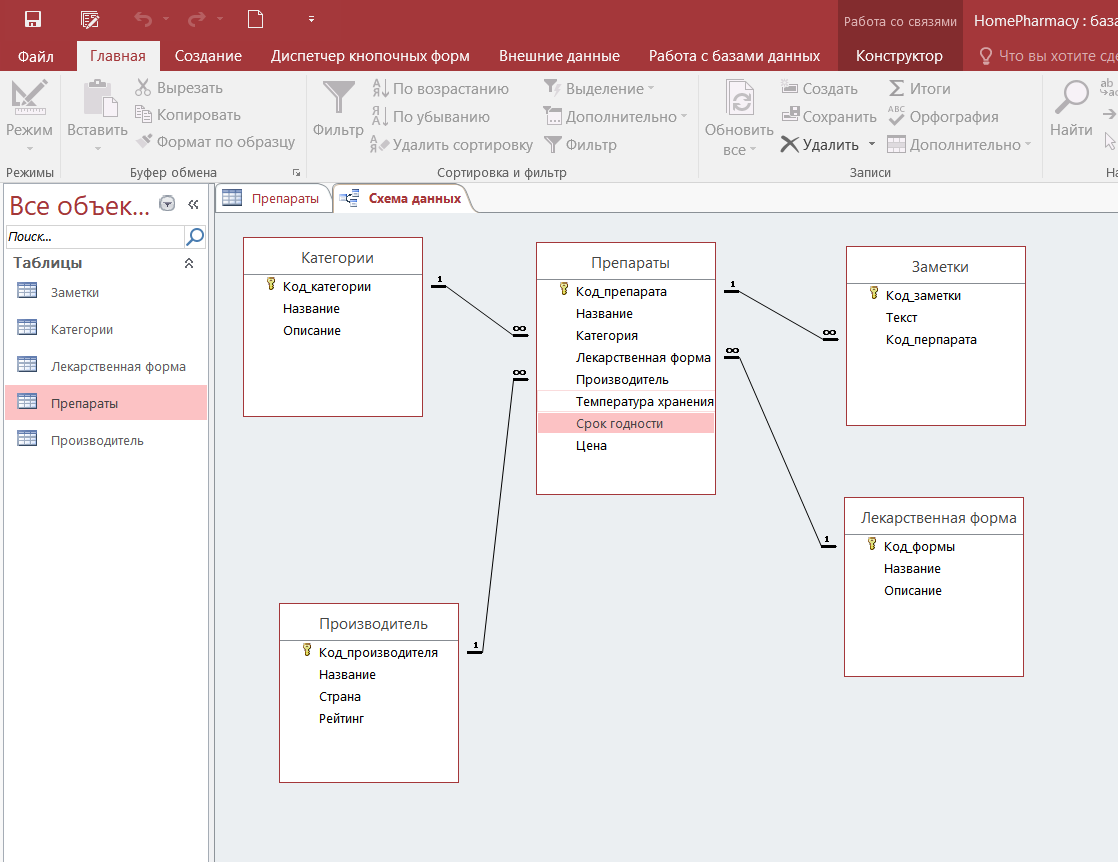 Работа со связями
HomePharmacy : база
Файл
Главная
Создание
Диспетчер кнопочных форм
Внешние данные
Работа с базами данных
Конструктор
Что вы хотите сде
Режим
Вставить
Вырезать
Копировать
Формат по образцу
Фильтр
По возрастанию
По убыванию
Удалить сортировку
Выделение
Дополнительно
Фильтр
Обновить
все
Создать
Сохранить
Удалить
Итоги
Орфография
Дополнительно
Найти
Режимы
Буфер обмена
Сортировка и фильтр
Записи
На
Все объек...
Поиск...
Таблицы
Заметки
Категории
Лекарственная форма
Препараты
Производитель
Препараты
Схема данных
Категории
Код_категории
Название
Описание
1
∞
∞
Препараты
Код_препарата
Название
Категория
Лекарственная форма
Производитель
Температура хранения
Срок годности
Цена
1
∞
∞
1
Заметки
Код_заметки
Текст
Код_перпарата
Лекарственная форма
Код_формы
Название
Описание
Производитель
Код_производителя
Название
Страна
Рейтинг
1